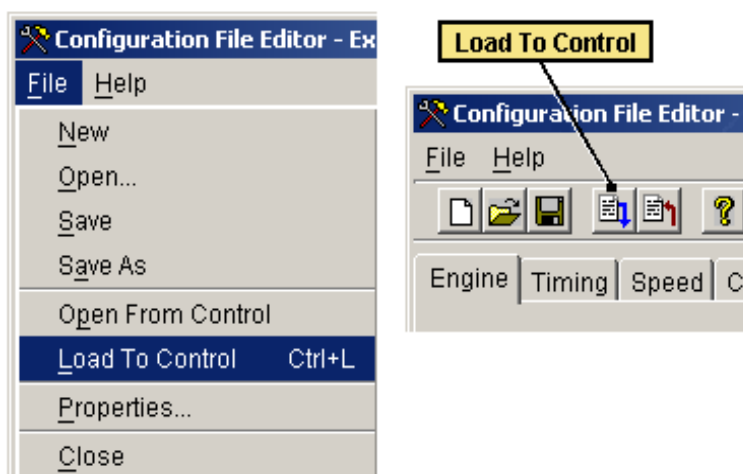 Configuration File Editor - Ex
File Help
New
Open...
Save
Save As
Open From Control
Load To Control Ctrl+L
Properties...
Close
Load To Control
Configuration File Editor -
File Help
?
Engine Timing Speed C